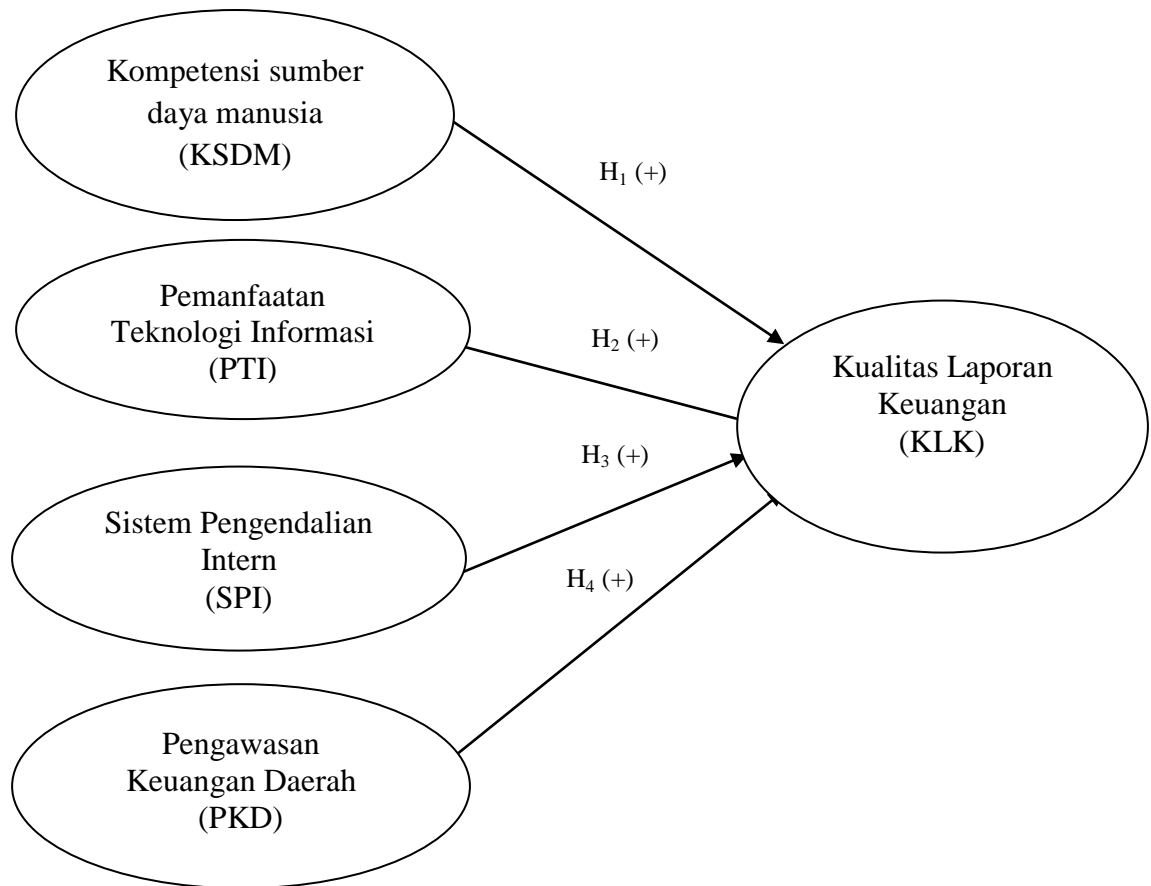 Kompetensi sumber
daya manusia
(KSDM)
H₁ (+)
Pemanfaatan
Teknologi Informasi
(PTI)
H₂ (+)
Kualitas Laporan
Keuangan
(KLK)
H₃ (+)
Sistem Pengendalian
Intern
(SPI)
H₄ (+)
Pengawasan
Keuangan Daerah
(PKD)